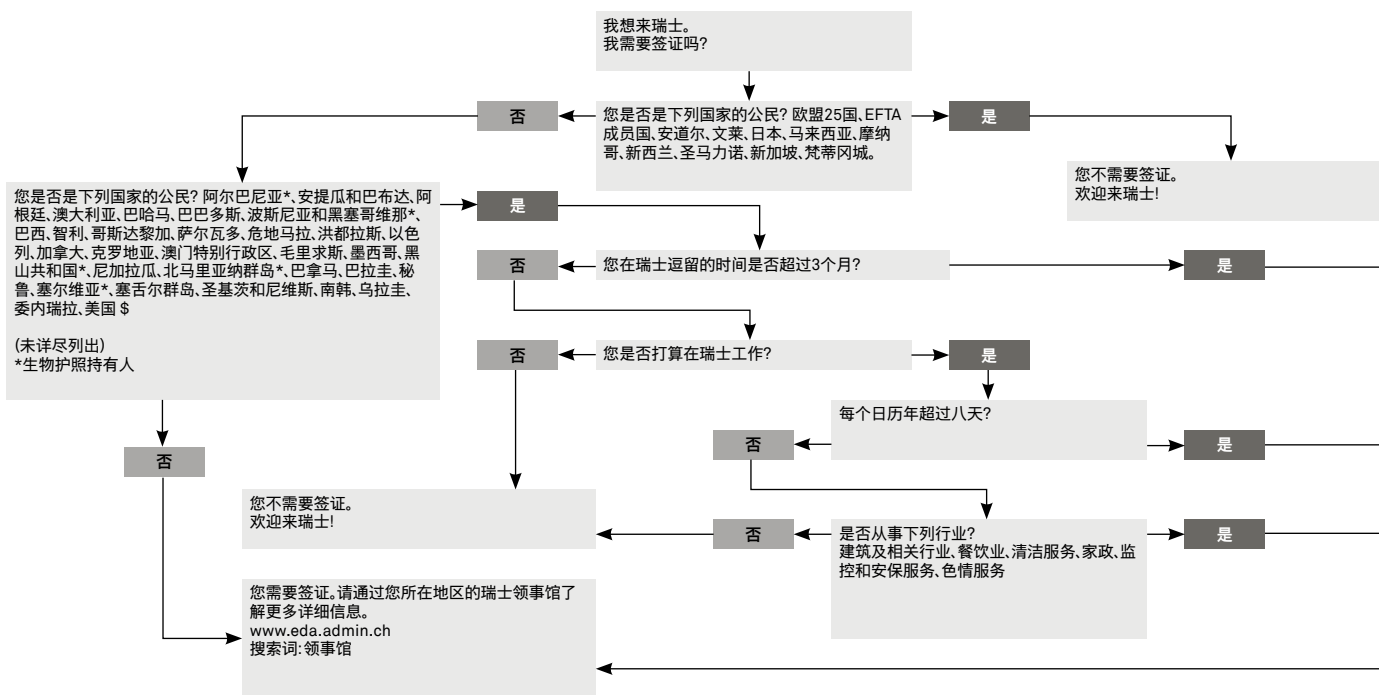 我想来瑞士。
我需要签证吗?
否
您是否是下列国家的公民? 欧盟25国、EFTA
成员国、安道尔、文莱、日本、马来西亚、摩纳
哥、新西兰、圣马力诺、新加坡、梵蒂冈城。
是
您不需要签证。
欢迎来瑞士!
您是否是下列国家的公民? 阿尔巴尼亚*、安提瓜和巴布达、阿
根廷、澳大利亚、巴哈马、巴巴多斯、波斯尼亚和黑塞哥维那*、
巴西、智利、哥斯达黎加、萨尔瓦多、危地马拉、洪都拉斯、以色
列、加拿大、克罗地亚、澳门特别行政区、毛里求斯、墨西哥、黑
山共和国*、尼加拉瓜、北马里亚纳群岛*、巴拿马、巴拉圭、秘
鲁、塞尔维亚*、塞舌尔群岛、圣基茨和尼维斯、南韩、乌拉圭、
委内瑞拉、美国 $
(未详尽列出)
*生物护照持有人
是
否
您在瑞士逗留的时间是否超过3个月?
是
否
您是否打算在瑞士工作?
是
每个日历年超过八天?
否
是
否
您不需要签证。
欢迎来瑞士!
否
是否从事下列行业?
建筑及相关行业、餐饮业、清洁服务、家政、监
控和安保服务、色情服务
是
您需要签证。请通过您所在地区的瑞士领事馆了
解更多详细信息。
www.eda.admin.ch
搜索词:领事馆